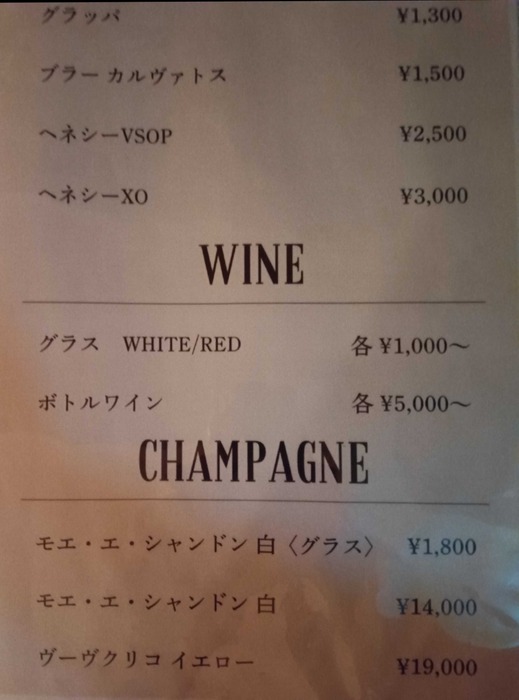 グラッパ ¥1,300
ブラー カルヴァトス ¥1,500
ヘネシーVSOP ¥2,500
ヘネシーXO ¥3,000
WINE
グラス WHITE/RED 各 ¥1,000～
ボトルワイン 各 ¥5,000～
CHAMPAGNE
モエ・エ・シャンドン 白〈グラス〉 ¥1,800
モエ・エ・シャンドン 白 ¥14,000
ヴーヴクリコ イエロー ¥19,000